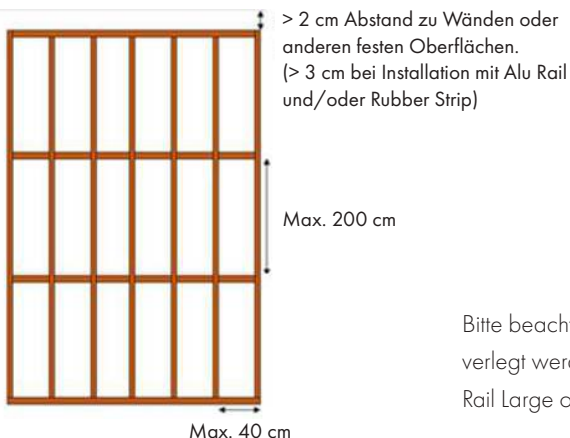 > 2 cm Abstand zu Wänden oder
anderen festen Oberflächen.
(> 3 cm bei Installation mit Alu Rail
und/oder Rubber Strip)
Max. 200 cm
Bitte beach
verlegt wer
Rail Large
Max. 40 cm